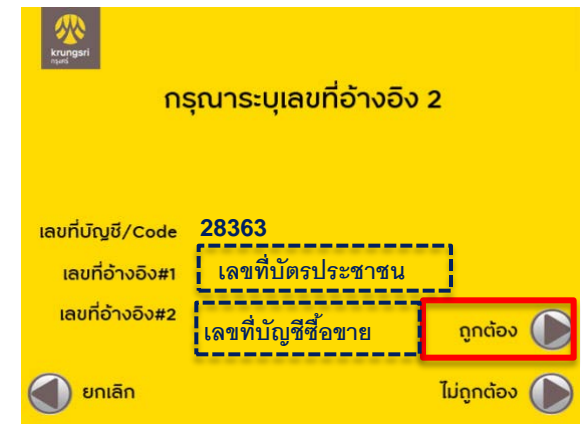 krungsri
กรุงศรี
กรุณาระบุเลขที่อ้างอิง 2
เลขที่บัญชี/Code 28363
เลขที่อ้างอิง#1 เลขที่บัตรประชาชน
เลขที่อ้างอิง#2 เลขที่บัญชีซื้อขาย ถูกต้อง
ยกเลิก ไม่ถูกต้อง